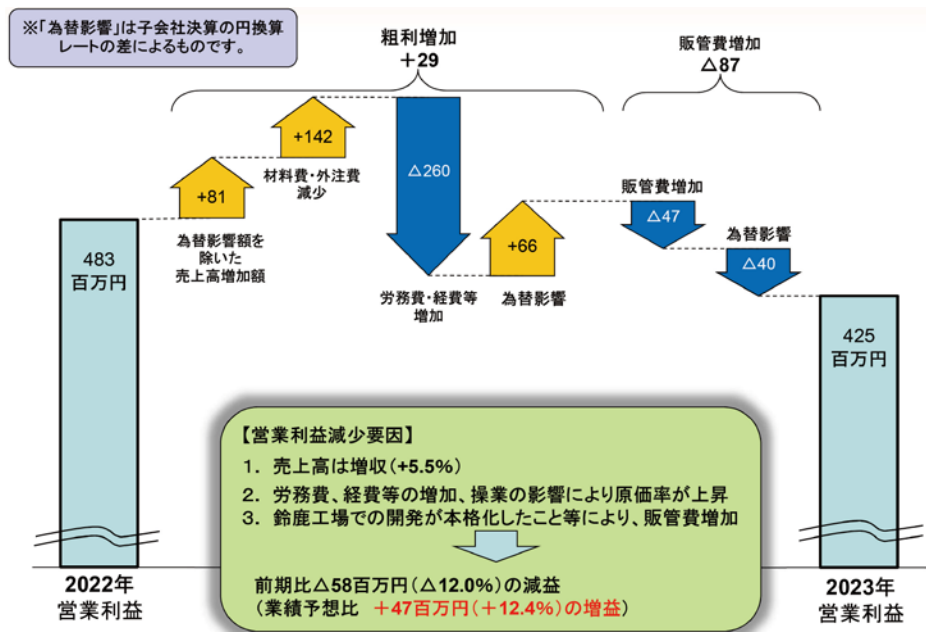 ※「為替影響」は子会社決算の円換算
レートの差によるものです。
粗利増加
+29
販管費増加
△87
+81
為替影響額を
除いた
売上高増加額
+142
材料費・外注費
減少
△260
労務費・経費等
増加
+66
為替影響
販管費増加
△47
為替影響
△40
483
百万円
425
百万円
【営業利益減少要因】
1. 売上高は増収(+5.5%)
2. 労務費、経費等の増加、操業の影響により原価率が上昇
3. 鈴鹿工場での開発が本格化したこと等により、販管費増加
前期比△58百万円(△12.0%)の減益
(業績予想比 +47百万円(+12.4%)の増益)
2022年
営業利益
2023年
営業利益